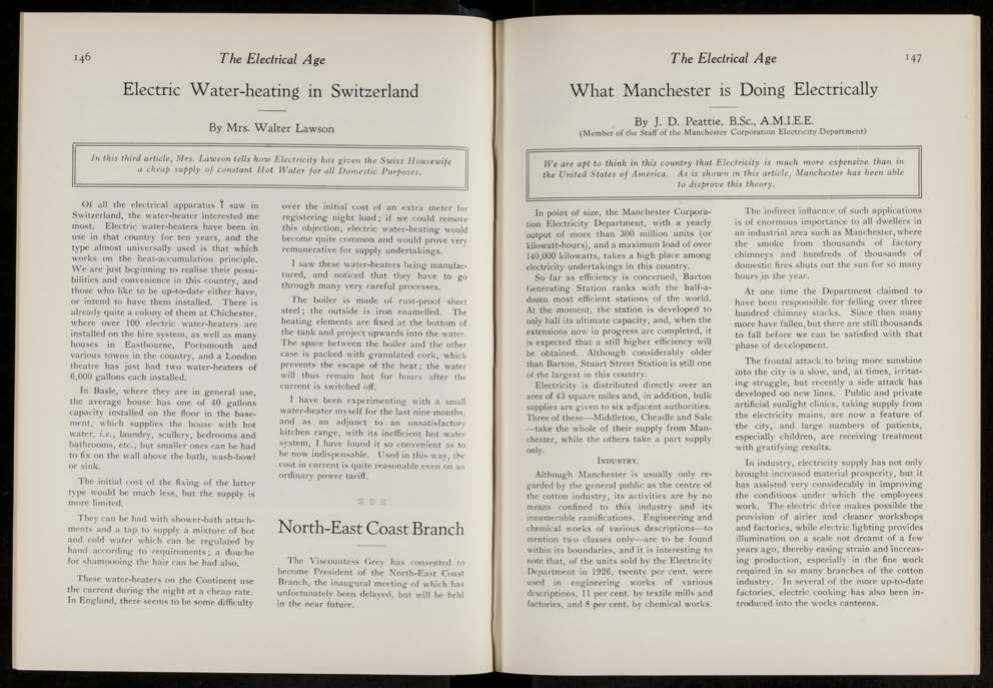 146
The Electrical Age
Electric Water-heating in Switzerland
By Mrs. Walter Lawson
In this third article, Mrs. Lawson tells how Electricity has given the Swiss Housewife
a cheap supply of constant Hot Water for all Domestic Purposes.
Of all the electrical apparatus I saw in
Switzerland, the water-heater interested me
most. Electric water-heaters have been in
use in that country for ten years, and the
type almost universally used is that which
works on the heat-accumulation principle.
We are just beginning to realise their possi-
bilities and convenience in this country, and
those who like to be up-to-date either have,
or intend to have them installed. There is
already quite a colony of them at Chichester,
where over 100 electric water-heaters are
installed on the hire system, as well as many
houses in Eastbourne, Portsmouth and
various towns in the country, and a London
theatre has just had two water-heaters of
6,000 gallons each installed.
In Basle, where they are in general use,
the average house has one of 40 gallons
capacity installed on the floor in the base-
ment, which supplies the house with hot
water, i.e., laundry, scullery, bedrooms and
bathrooms, etc., but smaller ones can be had
to fix on the wall above the bath, wash-bowl
or sink.
The initial cost of the fixing of the latter
type would be much less, but the supply is
more limited.
They can be had with shower-bath attach-
ments and a tap to supply a mixture of hot
and cold water which can be regulated by
hand according to requirements; a douche
for shampooing the hair can be had also.
These water-heaters on the Continent use
the current during the night at a cheap rate.
In England, there seems to be some difficulty
over the initial cost of an extra meter for
registering night load; if we could remove
this objection, electric water-heating would
become quite common and would prove very
remunerative for supply undertakings.
I saw these water-heaters being manufac-
tured, and noticed that they have to go
through many very careful processes.
The boiler is made of rust-proof sheet
steel; the outside is iron enamelled. The
heating elements are fixed at the bottom of
the tank and project upwards into the water.
The space between the boiler and the other
case is packed with granulated cork, which
prevents the escape of the heat; the water
will thus remain hot for hours after the
current is switched off.
I have been experimenting with a small
water-heater myself for the last nine months,
and as an adjunct to an unsatisfactory
kitchen range, with its inefficient hot water
system, I have found it so convenient as to
be now indispensable. Used in this way, the
cost in current is quite reasonable even on an
ordinary power tariff.
North-East Coast Branch
The Viscountess Grey has consented to
become President of the North-East Coast
Branch, the inaugural meeting of which has
unfortunately been delayed, but will be held
in the near future.
The Electrical Age
147
What Manchester is Doing Electrically
By J. D. Peattie, B.Sc., A.M.I.E.E.
(Member of the Staff of the Manchester Corporation Electricity Department)
We are apt to think in this country that Electricity is much more expensive than in
the United States of America. As is shown in this article, Manchester has been able
to disprove this theory.
In point of size, the Manchester Corpora-
tion Electricity Department, with a yearly
output of more than 300 million units (or
kilowatt-hours), and a maximum load of over
140,000 kilowatts, takes a high place among
electricity undertakings in this country.
So far as efficiency is concerned, Barton
Generating Station ranks with the half-a-
dozen most efficient stations of the world.
At the moment, the station is developed to
only half its ultimate capacity, and, when the
extensions now in progress are completed, it
is expected that a still higher efficiency will
be obtained. Although considerably older
than Barton, Stuart Street Station is still one
of the largest in this country.
Electricity is distributed directly over an
area of 43 square miles and, in addition, bulk
supplies are given to six adjacent authorities.
Three of these—Middleton, Cheadle and Sale
—take the whole of their supply from Man-
chester, while the others take a part supply
only.
INDUSTRY.
Although Manchester is usually only re-
garded by the general public as the centre of
the cotton industry, its activities are by no
means confined to this industry and its
innumerable ramifications. Engineering and
chemical works of various descriptions—to
mention two classes only—are to be found
within its boundaries, and it is interesting to
note that, of the units sold by the Electricity
Department in 1926, twenty per cent. were
used in engineering works of various
descriptions, 11 per cent. by textile mills and
factories, and 8 per cent. by chemical works.
The indirect influence of such applications
is of enormous importance to all dwellers in
an industrial area such as Manchester, where
the smoke from thousands of factory
chimneys and hundreds of thousands of
domestic fires shuts out the sun for so many
hours in the year.
At one time the Department claimed to
have been responsible for felling over three
hundred chimney stacks. Since then many
more have fallen, but there are still thousands
to fall before we can be satisfied with that
phase of development.
The frontal attack to bring more sunshine
into the city is a slow, and, at times, irritat-
ing struggle, but recently a side attack has
developed on new lines. Public and private
artificial sunlight clinics, taking supply from
the electricity mains, are now a feature of
the city, and large numbers of patients,
especially children, are receiving treatment
with gratifying results.
In industry, electricity supply has not only
brought increased material prosperity, but it
has assisted very considerably in improving
the conditions under which the employees
work. The electric drive makes possible the
provision of airier and cleaner workshops
and factories, while electric lighting provides
illumination on a scale not dreamt of a few
years ago, thereby easing strain and increas-
ing production, especially in the fine work
required in so many branches of the cotton
industry. In several of the more up-to-date
factories, electric cooking has also been in-
troduced into the works canteens.